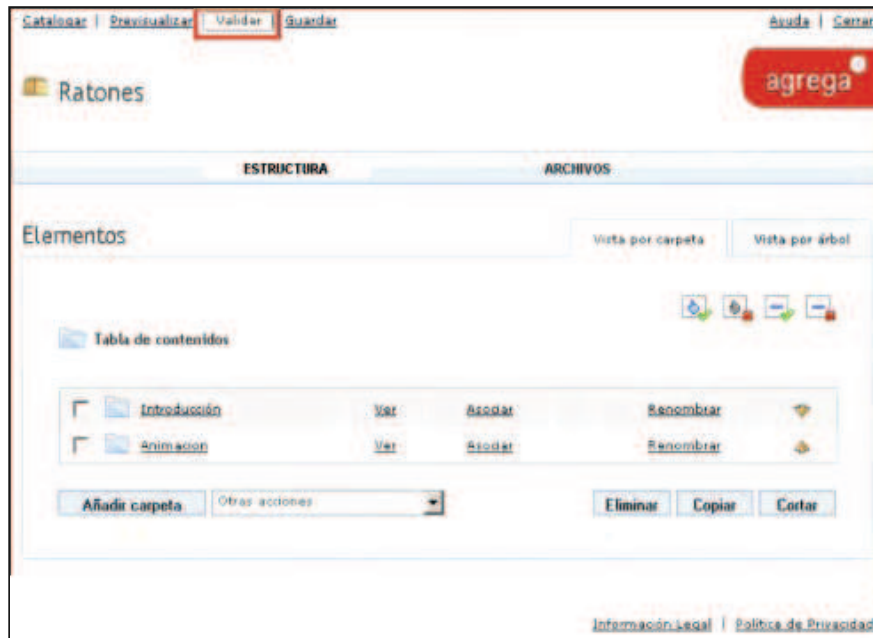 Catalogar | Previsualizar | Validar | Guardar
Ayuda | Cerrar
Ratones
agrega
ESTRUCTURA ARCHIVOS
Elementos
Vista por carpeta Vista por árbol
Tabla de contenidos
Introducción Ver Asociar Renombrar
Animacion Ver Asociar Renombrar
Añadir carpeta Otras acciones Eliminar Copiar Cortar
Información Legal | Política de Privacidad